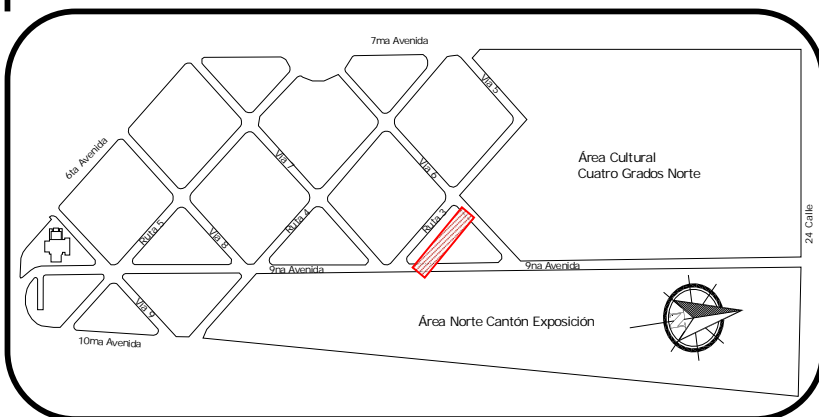 7ma Avenida
Vía 5
6ta Avenida
Vía 7
Vía 6
Área Cultural
Cuatro Grados Norte
Ruta 5
Vía 8
Ruta 4
Ruta 3
24 Calle
9na Avenida
9na Avenida
Vía 9
10ma Avenida
Área Norte Cantón Exposición